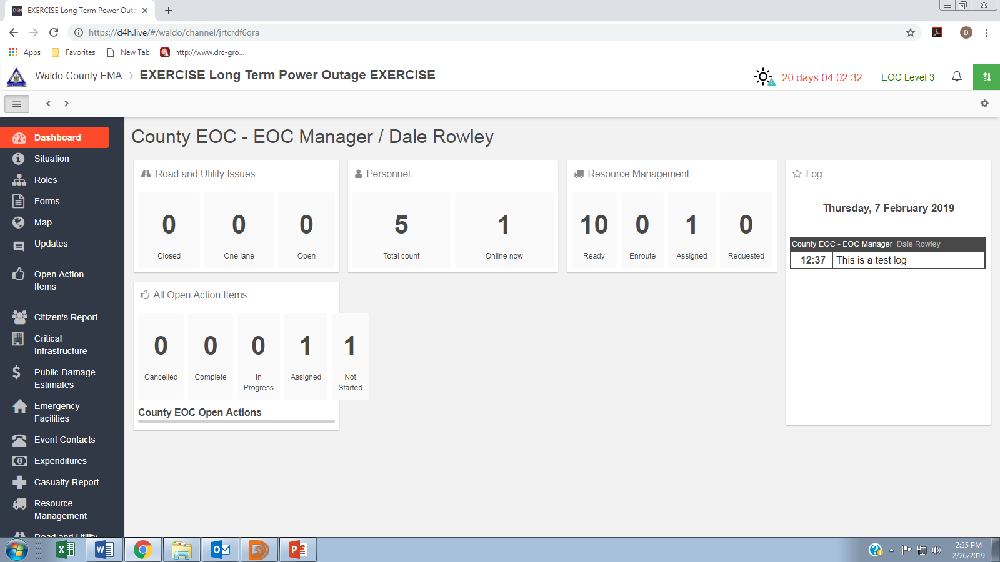 EXERCISE Long Term Power Outa
https://d4h.live/#/waldo/channel/jrtcrdf6qra
D
Apps
Favorites
New Tab
http://www.drc-gro...
Waldo County EMA
EXERCISE Long Term Power Outage EXERCISE
20 days 04:02:32
EOC Level 3
Dashboard
Situation
Roles
Forms
Map
Updates
Open Action
Items
Citizen's Report
Critical
Infrastructure
Public Damage
Estimates
Emergency
Facilities
Event Contacts
Expenditures
Casualty Report
Resource
Management
Road and Utility
County EOC - EOC Manager / Dale Rowley
Road and Utility Issues
0 0 0
Closed One lane Open
Personnel
5 1
Total count Online now
Resource Management
10 0 1 0
Ready Enroute Assigned Requested
Log
Thursday, 7 February 2019
County EOC - EOC Manager Dale Rowley
12:37 This is a test log
All Open Action Items
0 0 0 1 1
Cancelled Complete In Progress Assigned Not Started
County EOC Open Actions
2:35 PM
2/26/2019